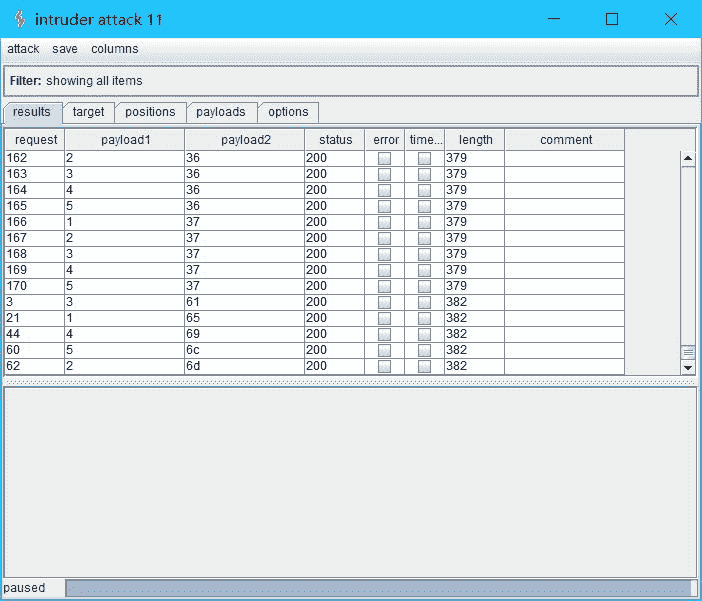 intruder attack 11
attack save columns
Filter: showing all items
results target positions payloads options
request payload1 payload2 status error time... length comment
162 2 36 200 379
163 3 36 200 379
164 4 36 200 379
165 5 36 200 379
166 1 37 200 379
167 2 37 200 379
168 3 37 200 379
169 4 37 200 379
170 5 37 200 379
3 3 61 200 382
21 1 65 200 382
44 4 69 200 382
60 5 6c 200 382
62 2 6d 200 382
paused